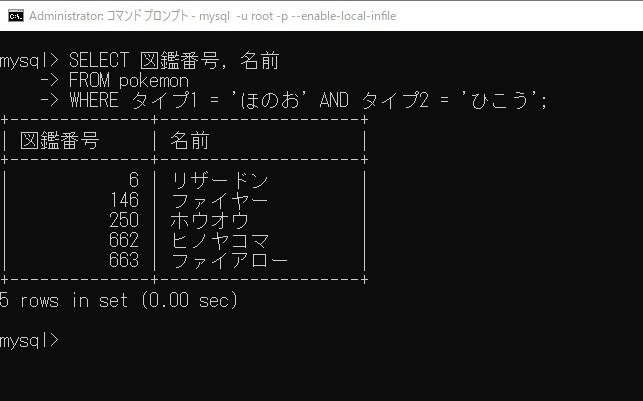 Administrator: コマンドプロンプト - mysql -u root -p --enable-local-infile
mysql> SELECT 図鑑番号, 名前
    -> FROM pokemon
    -> WHERE タイプ1 = 'ほのお' AND タイプ2 = 'ひこう';
+--------------+--------------------+
| 図鑑番号     | 名前               |
+--------------+--------------------+
|            6 | リザードン         |
|          146 | ファイヤー         |
|          250 | ホウオウ           |
|          662 | ヒノヤコマ         |
|          663 | ファイアロー       |
+--------------+--------------------+
5 rows in set (0.00 sec)
mysql>